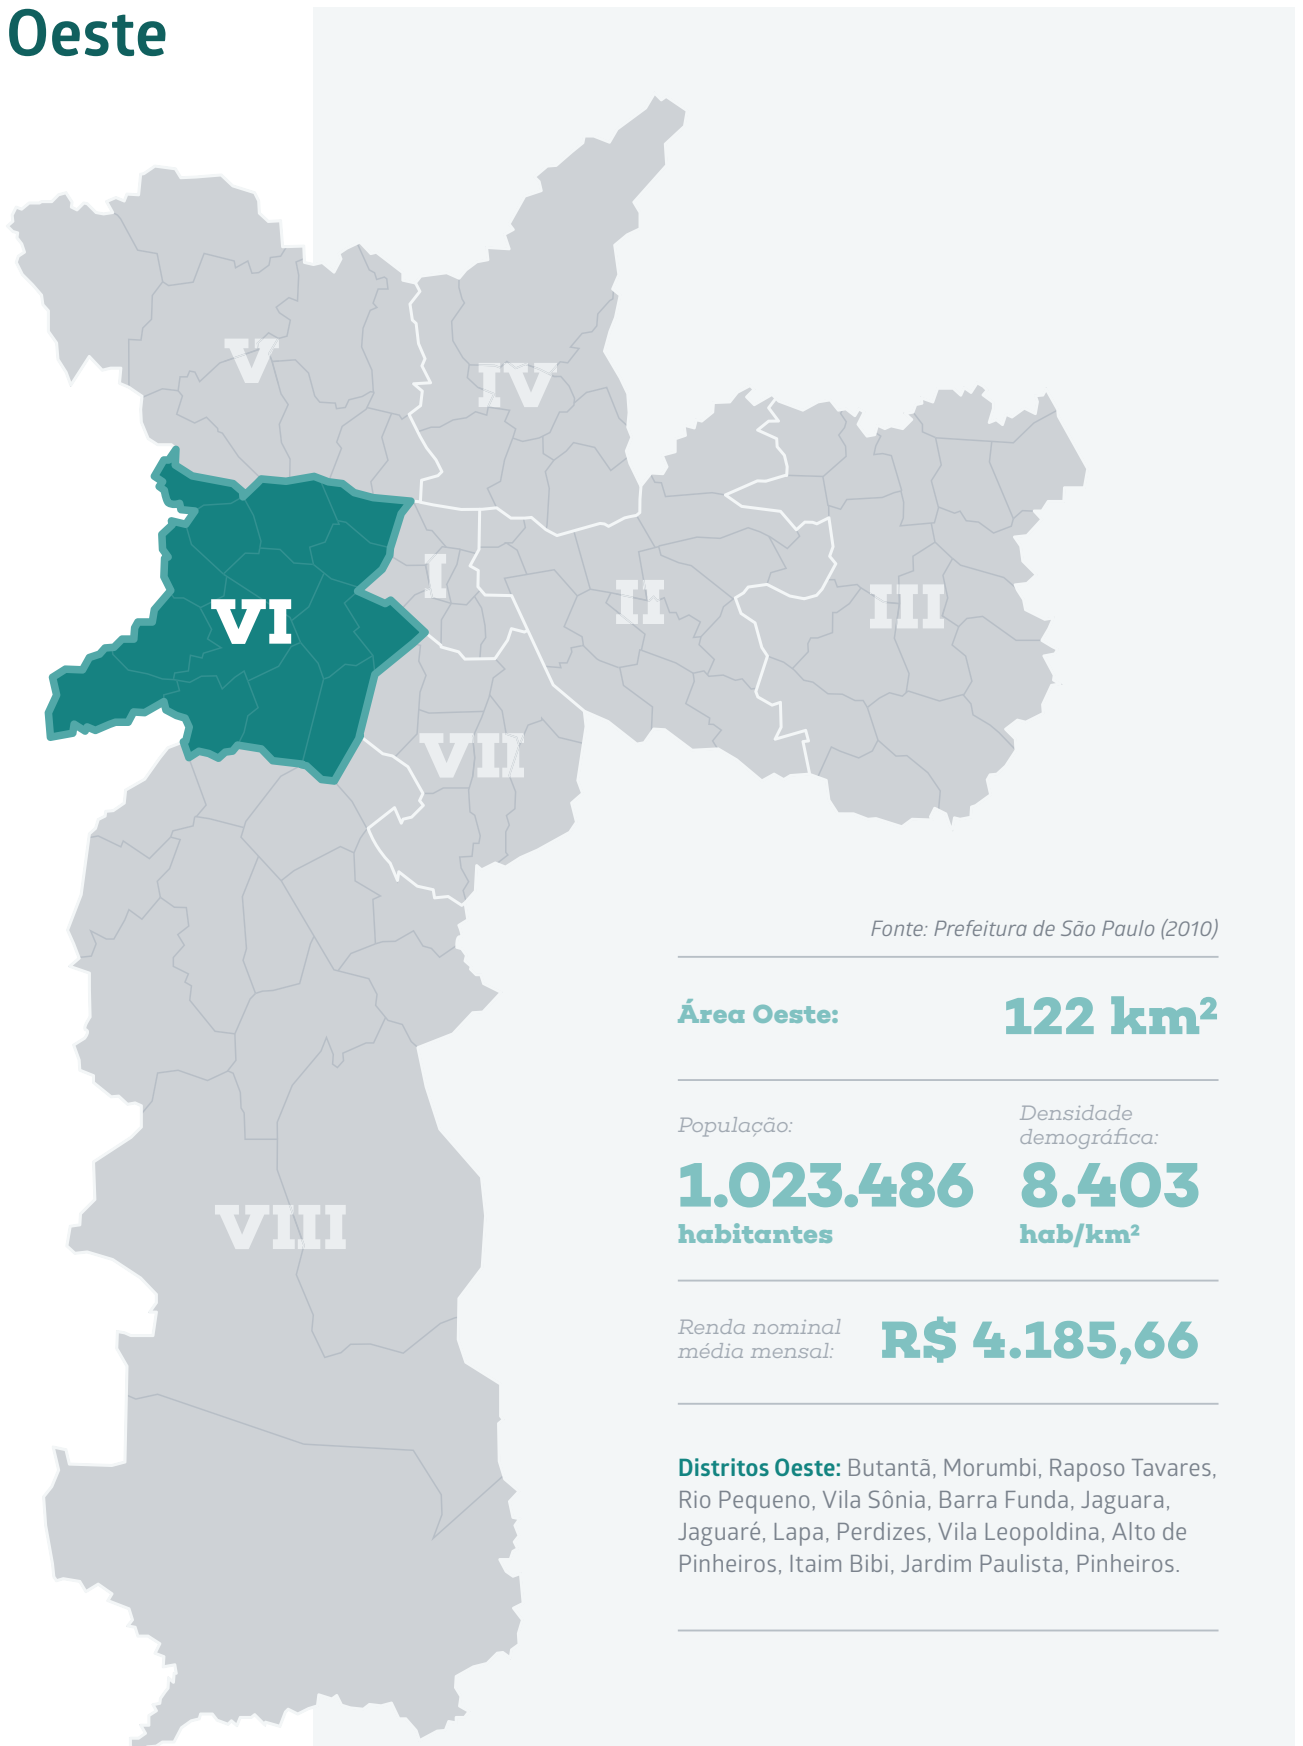 Oeste
V
IV
I
II
III
VI
VII
VIII
Fonte: Prefeitura de São Paulo (2010)
Área Oeste:
122 km²
População:
1.023.486
habitantes
Densidade
demográfica:
8.403
hab/km²
Renda nominal
média mensal:
R$ 4.185,66
Distritos Oeste: Butantã, Morumbi, Raposo Tavares,
Rio Pequeno, Vila Sônia, Barra Funda, Jaguara,
Jaguaré, Lapa, Perdizes, Vila Leopoldina, Alto de
Pinheiros, Itaim Bibi, Jardim Paulista, Pinheiros.